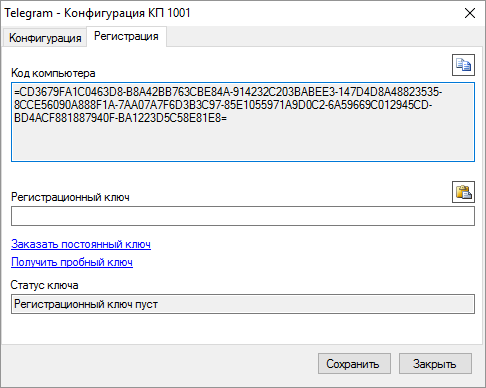 Telegram - Конфигурация КП 1001
Конфигурация Регистрация
Код компьютера
=CD3679FA1C0463D8-B8A42BB763CBE84A-914232C203BABEE3-147D4D8A48823535-
8CCE56090A888F1A-7AA07A7F6D3B3C97-85E1055971A9D0C2-6A59669C012945CD-
BD4ACF881887940F-BA1223D5C58E81E8=
Регистрационный ключ
Заказать постоянный ключ
Получить пробный ключ
Статус ключа
Регистрационный ключ пуст
Сохранить Закрыть